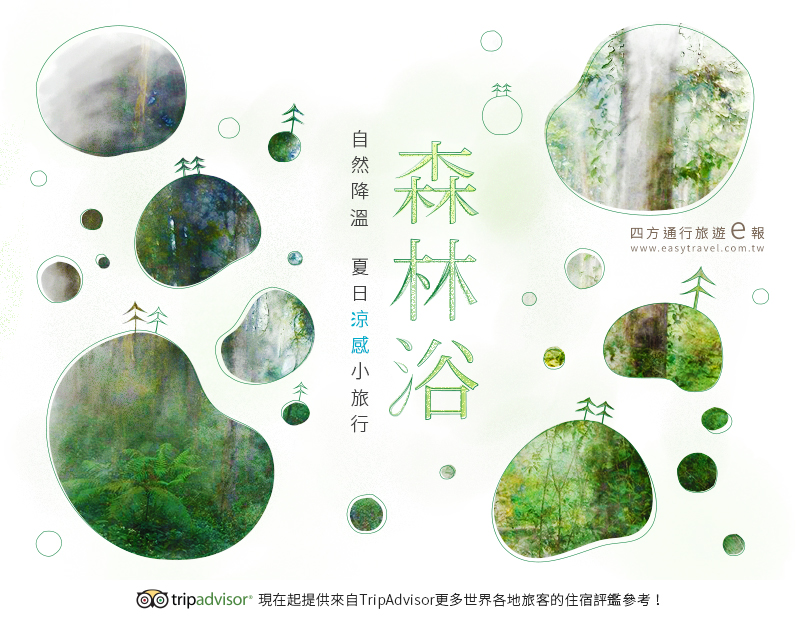 森林浴
自然降溫 夏日涼感小旅行
四方通行旅遊e報
www.easytravel.com.tw
tripadvisor® 現在起提供來自TripAdvisor更多世界各地旅客的住宿評鑑參考！